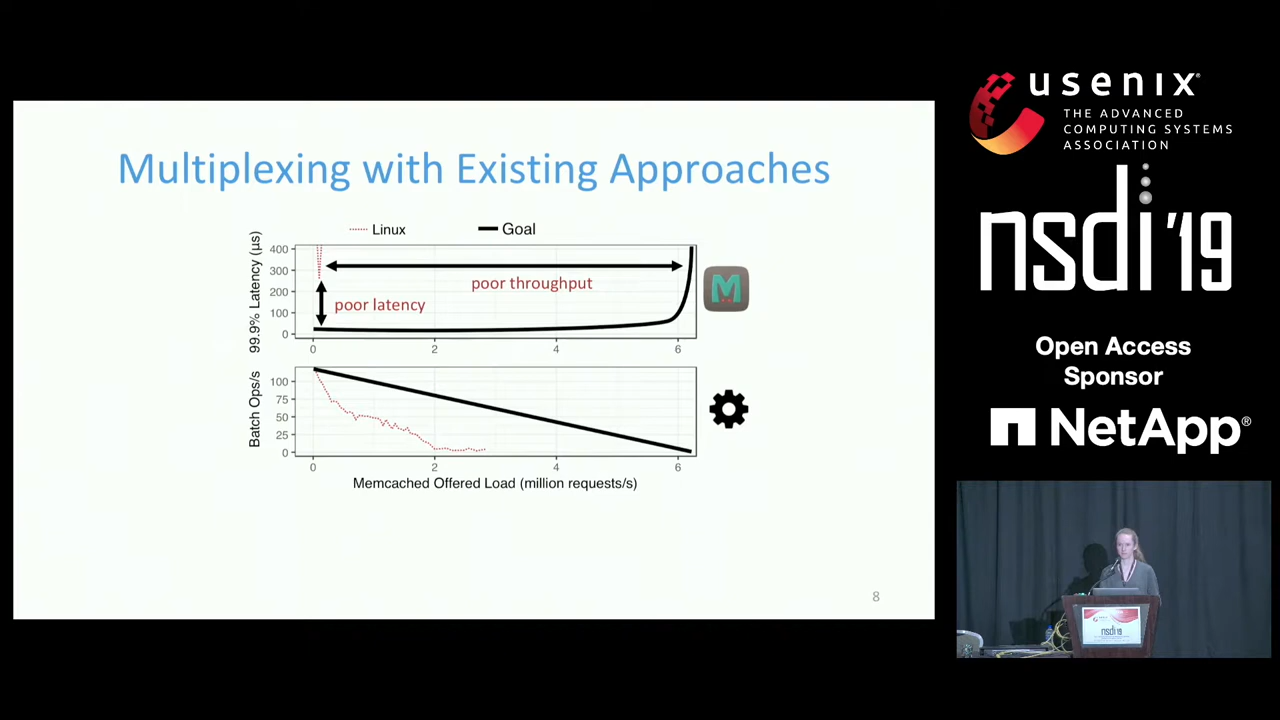 Multiplexing with Existing Approaches
Linux
Goal
99.9% Latency (µs)
400
300
200
100
0
poor throughput
poor latency
0
2
4
6
M
Batch Ops/s
100
75
50
25
0
0
2
4
6
Memcached Offered Load (million requests/s)
8
usenix®
THE ADVANCED
COMPUTING SYSTEMS
ASSOCIATION
nsdi '19
Open Access
Sponsor
NetApp®
nsdi 19